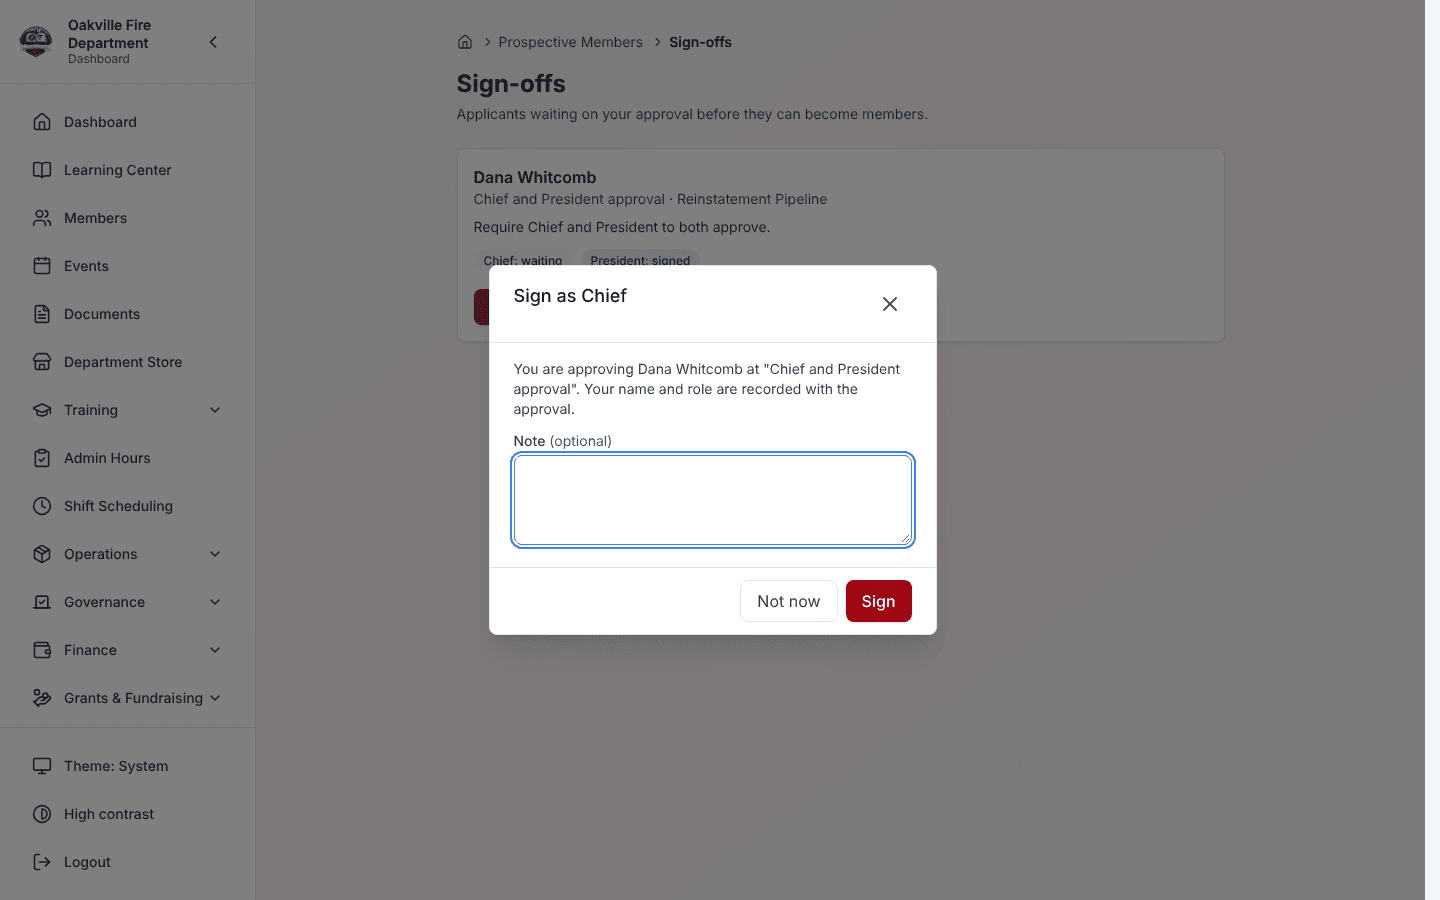 Oakville Fire
Department
Dashboard
Dashboard
Learning Center
Members
Events
Documents
Department Store
Training
Admin Hours
Shift Scheduling
Operations
Governance
Finance
Grants & Fundraising
Theme: System
High contrast
Logout
Prospective Members
Sign-offs
Sign-offs
Applicants waiting on your approval before they can become members.
Dana Whitcomb
Chief and President approval · Reinstatement Pipeline
Require Chief and President to both approve.
Chief: waiting
President: signed
Sign as Chief
You are approving Dana Whitcomb at "Chief and President
approval". Your name and role are recorded with the
approval.
Note (optional)
Not now
Sign